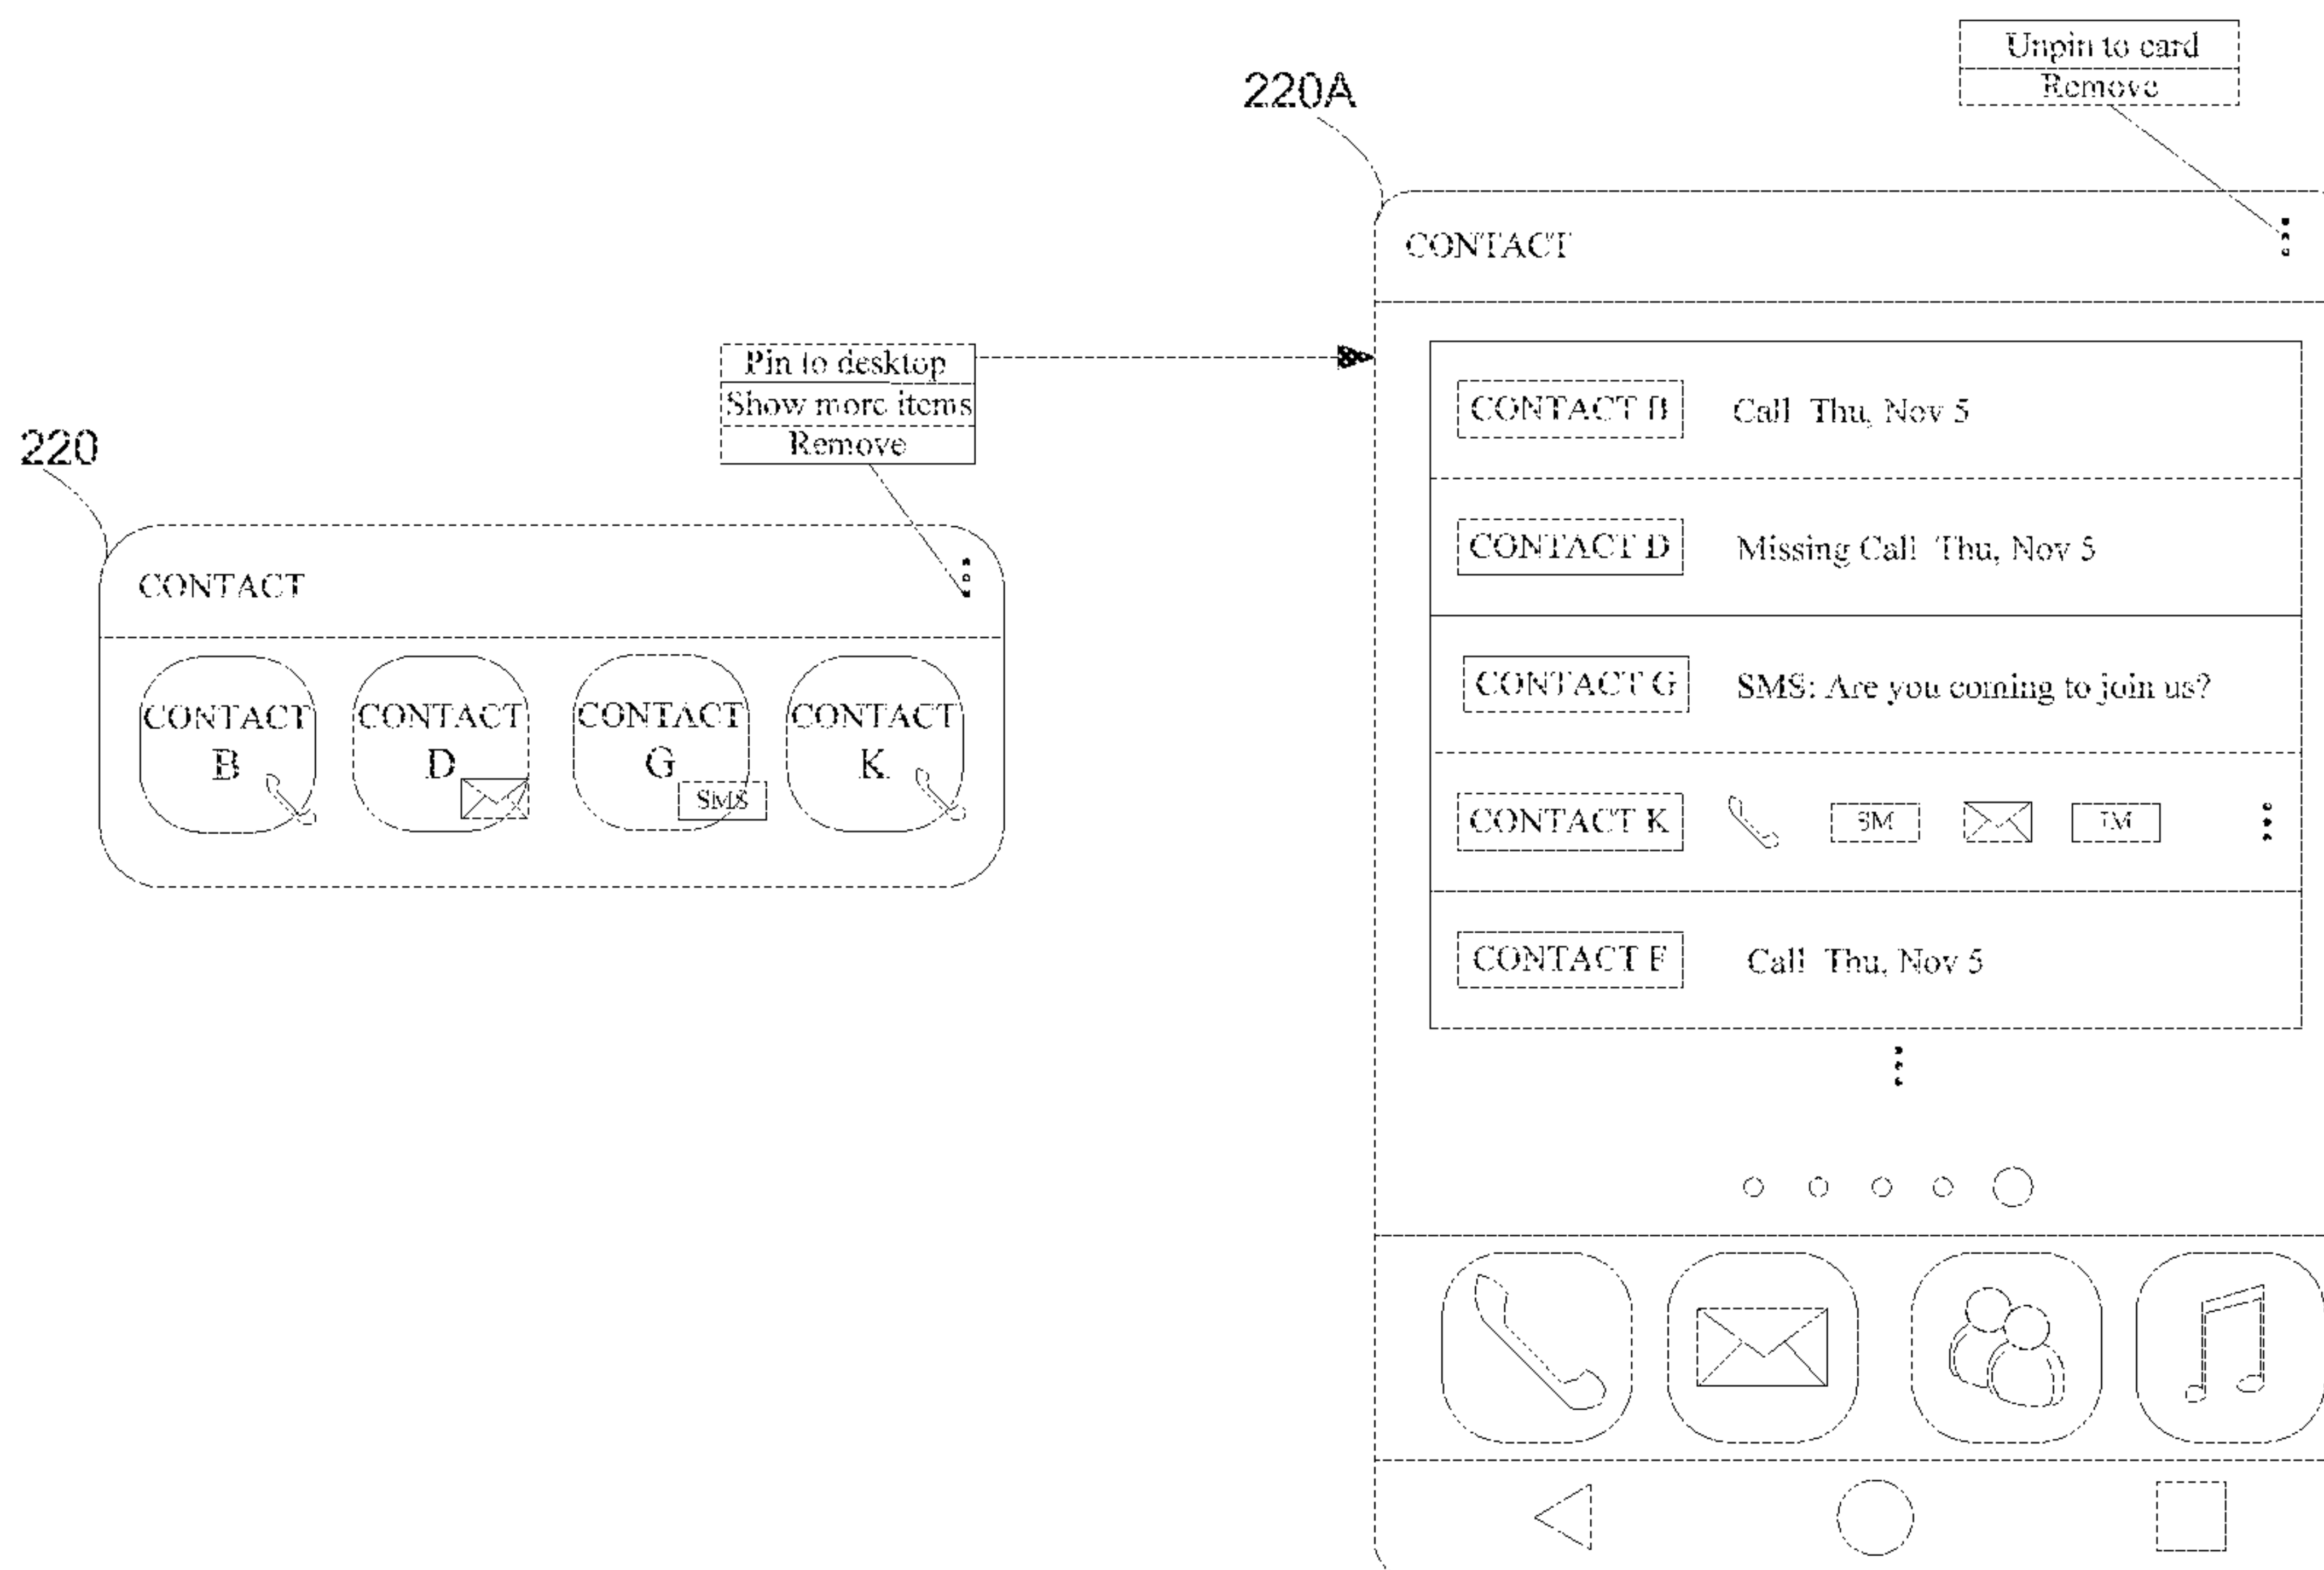 Unpin to card
Remove
220A
CONTACT
Pin to desktop
Show more items
Remove
220
CONTACT
CONTACT B
CONTACT D
CONTACT G
SMS
CONTACT K
CONTACT B Call Thu, Nov 5
CONTACT D Missing Call Thu, Nov 5
CONTACT G SMS: Are you coming to join us?
CONTACT K SM IM
CONTACT F Call Thu, Nov 5